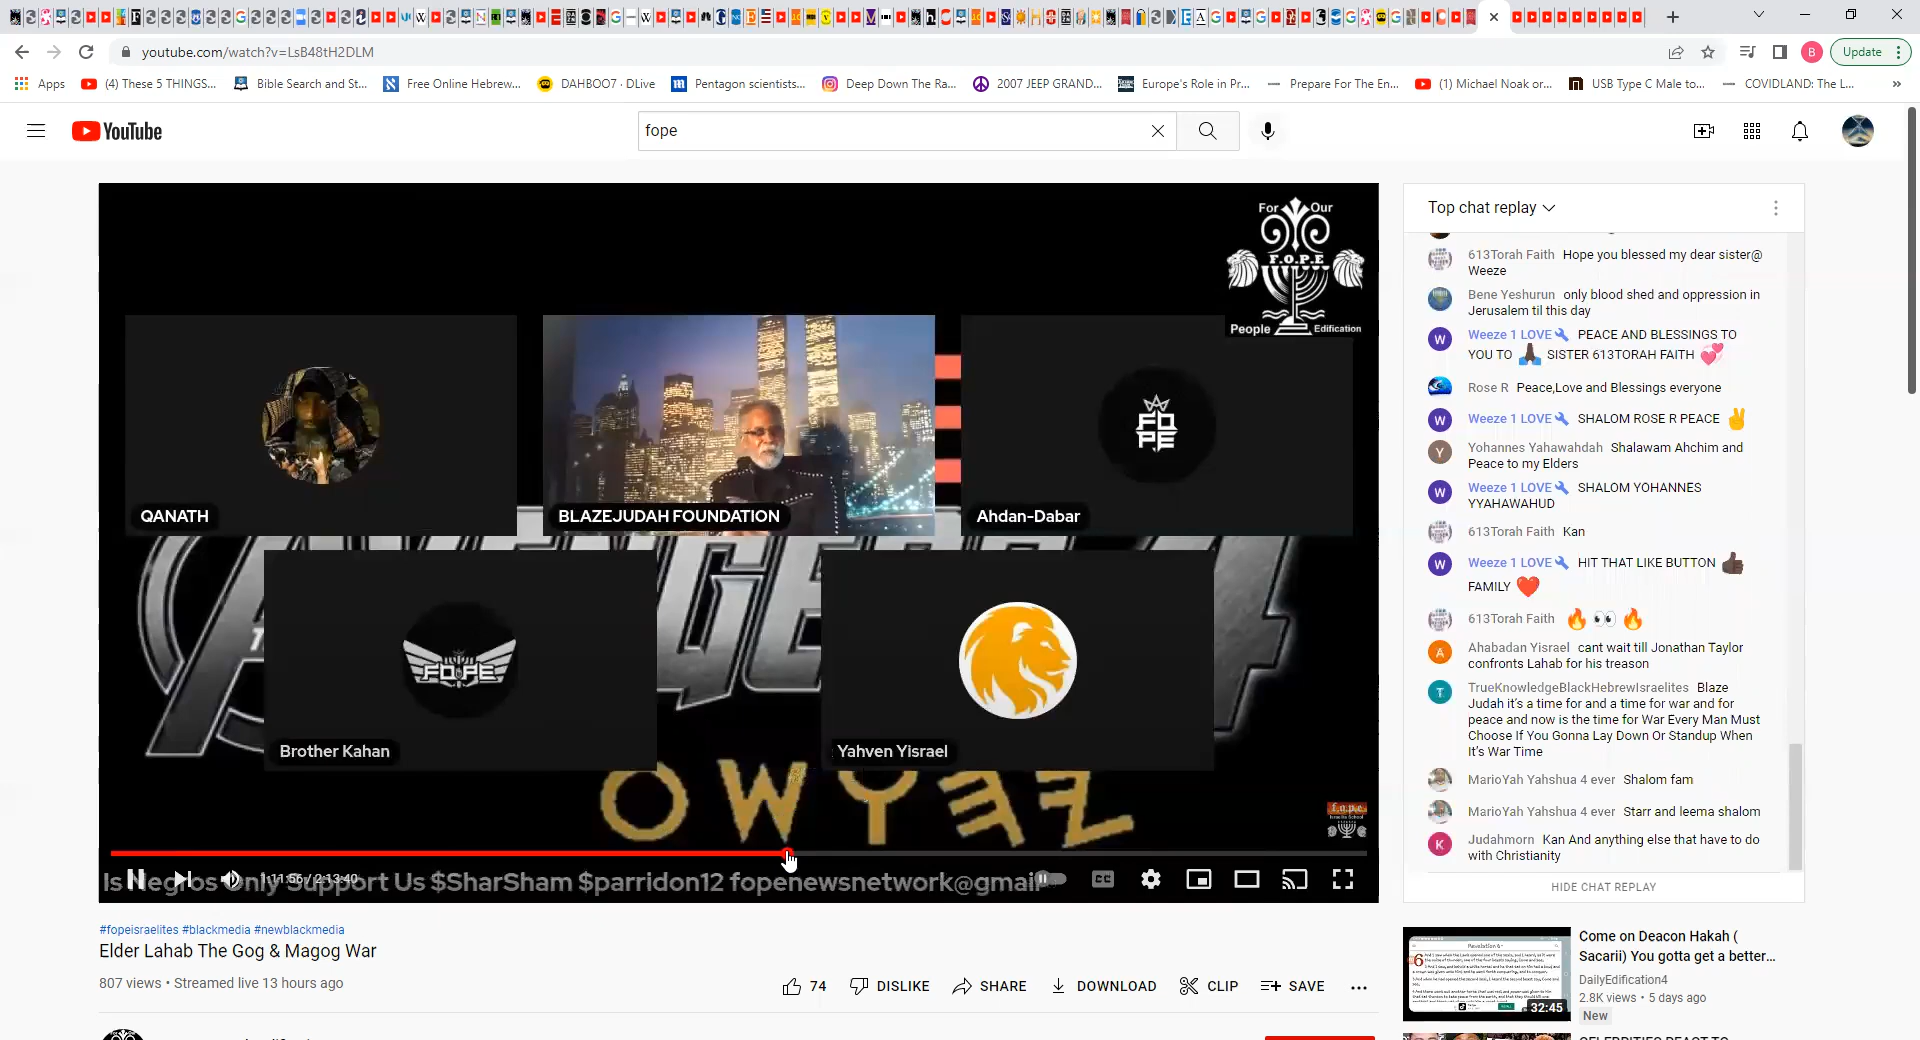 youtube.com/watch?v=LsB48tH2DLM
Update
Apps
(4) These 5 THINGS...
Bible Search and St...
Free Online Hebrew...
DAHBOO7 · DLive
Pentagon scientists...
Deep Down The Ra...
2007 JEEP GRAND...
Europe's Role in Pr...
Prepare For The En...
(1) Michael Noak or...
USB Type C Male to...
COVIDLAND: The L...
YouTube
fope
For Our
F.O.P.E
People Edification
QANATH
BLAZEJUDAH FOUNDATION
FOPE
Ahdan-Dabar
FOPE
Brother Kahan
Yahven Yisrael
f.o.p.e
Israelite School
Is Negros Only Support Us $SharSham $parridon12 fopenewsnetwork@gmai
1:11:56 / 2:13:40
CC
#fopeisraelites #blackmedia #newblackmedia
Elder Lahab The Gog & Magog War
807 views • Streamed live 13 hours ago
74
DISLIKE
SHARE
DOWNLOAD
CLIP
SAVE
Top chat replay
613Torah Faith Hope you blessed my dear sister@
Weeze
Bene Yeshurun only blood shed and oppression in
Jerusalem til this day
Weeze 1 LOVE🔧 PEACE AND BLESSINGS TO
YOU TO 🙏🏿 SISTER 613TORAH FAITH 💞
Rose R Peace,Love and Blessings everyone
Weeze 1 LOVE🔧 SHALOM ROSE R PEACE ✌
Yohannes Yahawahdah Shalawam Ahchim and
Peace to my Elders
Weeze 1 LOVE🔧 SHALOM YOHANNES
YYAHAWAHUD
613Torah Faith Kan
Weeze 1 LOVE🔧 HIT THAT LIKE BUTTON 👍🏿
FAMILY ❤
613Torah Faith 🔥 👀 🔥
Ahabadan Yisrael cant wait till Jonathan Taylor
confronts Lahab for his treason
TrueKnowledgeBlackHebrewIsraelites Blaze
Judah it's a time for and a time for war and for
peace and now is the time for War Every Man Must
Choose If You Gonna Lay Down Or Standup When
It's War Time
MarioYah Yahshua 4 ever Shalom fam
MarioYah Yahshua 4 ever Starr and leema shalom
Judahmorn Kan And anything else that have to do
with Christianity
HIDE CHAT REPLAY
Come on Deacon Hakah (
Sacarii) You gotta get a better...
DailyEdification4
2.8K views • 5 days ago
New
32:45